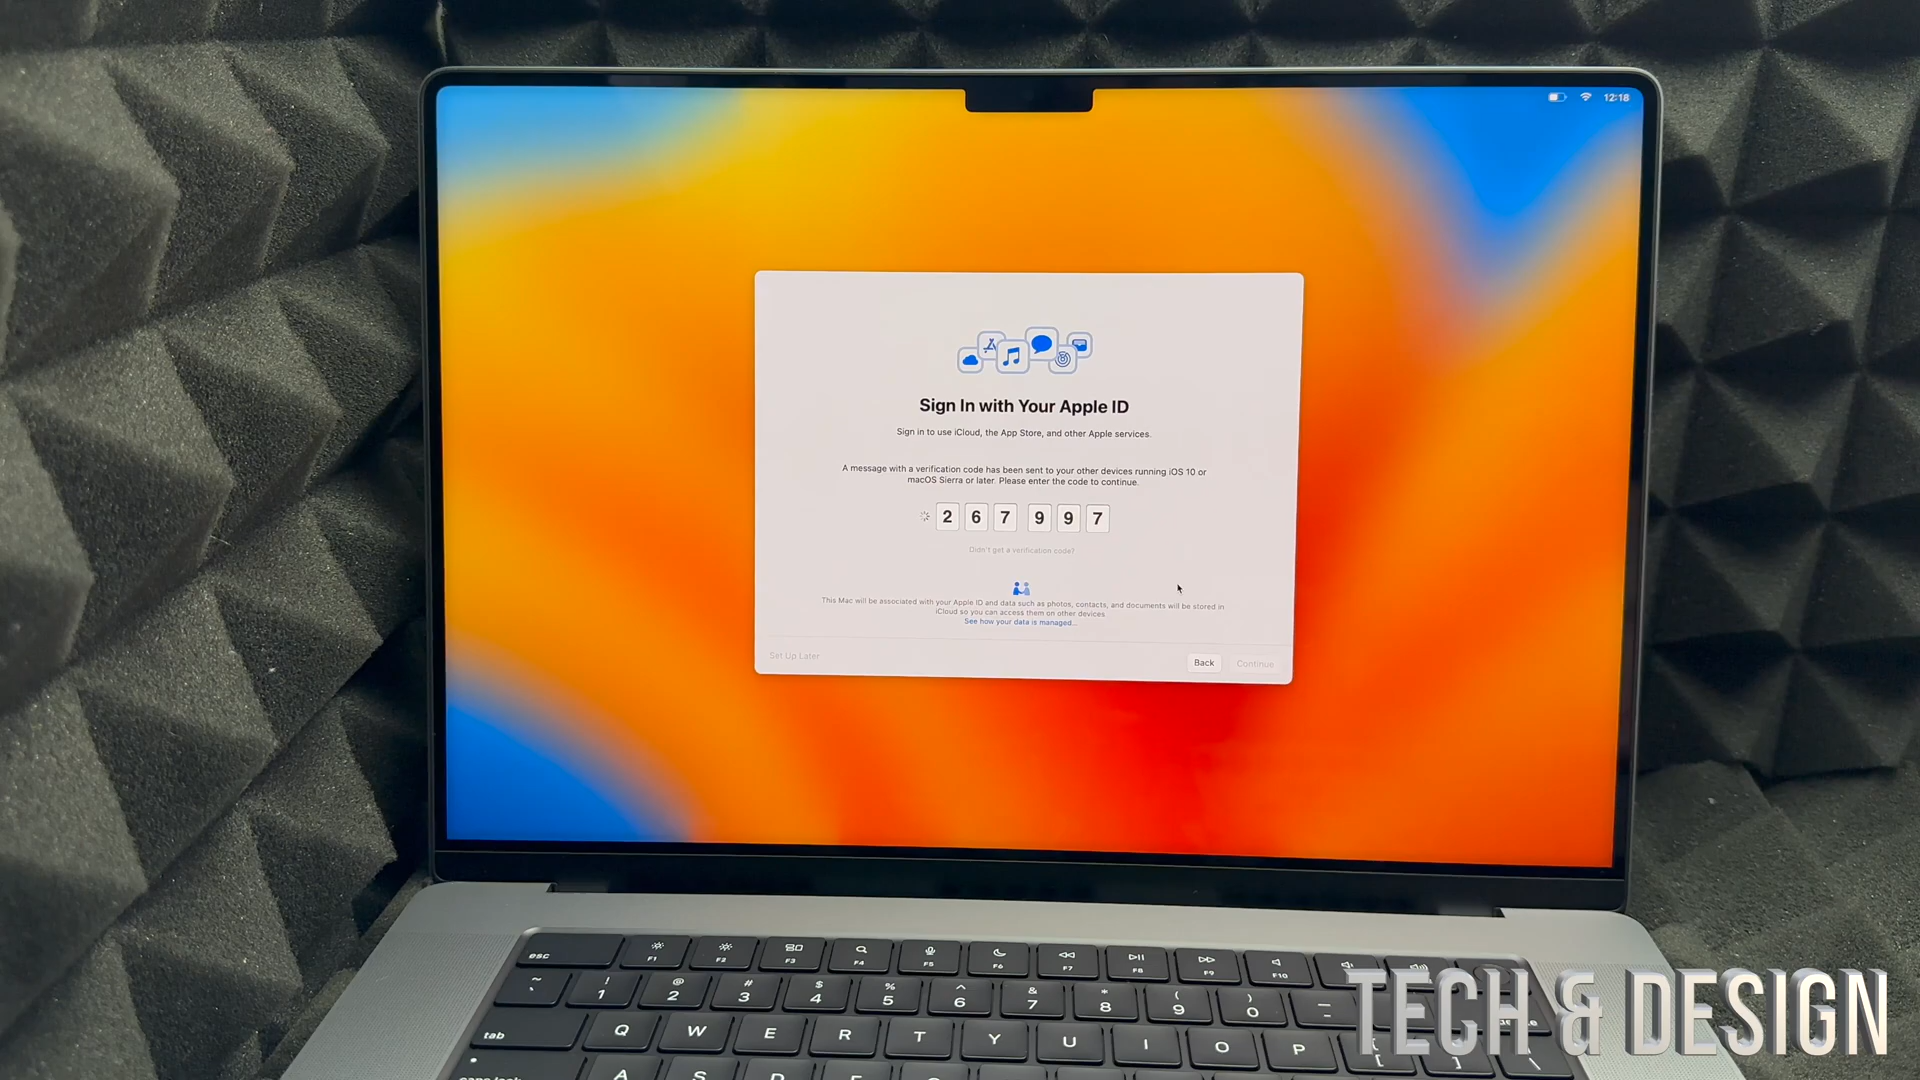 12:18
Sign In with Your Apple ID
Sign in to use iCloud, the App Store, and other Apple services.
A message with a verification code has been sent to your other devices running iOS 10 or
macOS Sierra or later. Please enter the code to continue.
2 6 7 9 9 7
Didn't get a verification code?
This Mac will be associated with your Apple ID and data such as photos, contacts, and documents will be stored in
iCloud so you can access them on other devices.
See how your data is managed...
Set Up Later
Back
Continue
esc F1 F2 F3 F4 F5 F6 F7 F8 F9 F10
~ ! @ # $ % ^ & * ( ) _
` 1 2 3 4 5 6 7 8 9 0 -
tab Q W E R T Y U I O P [ ] \
A S D
TECH & DESIGN